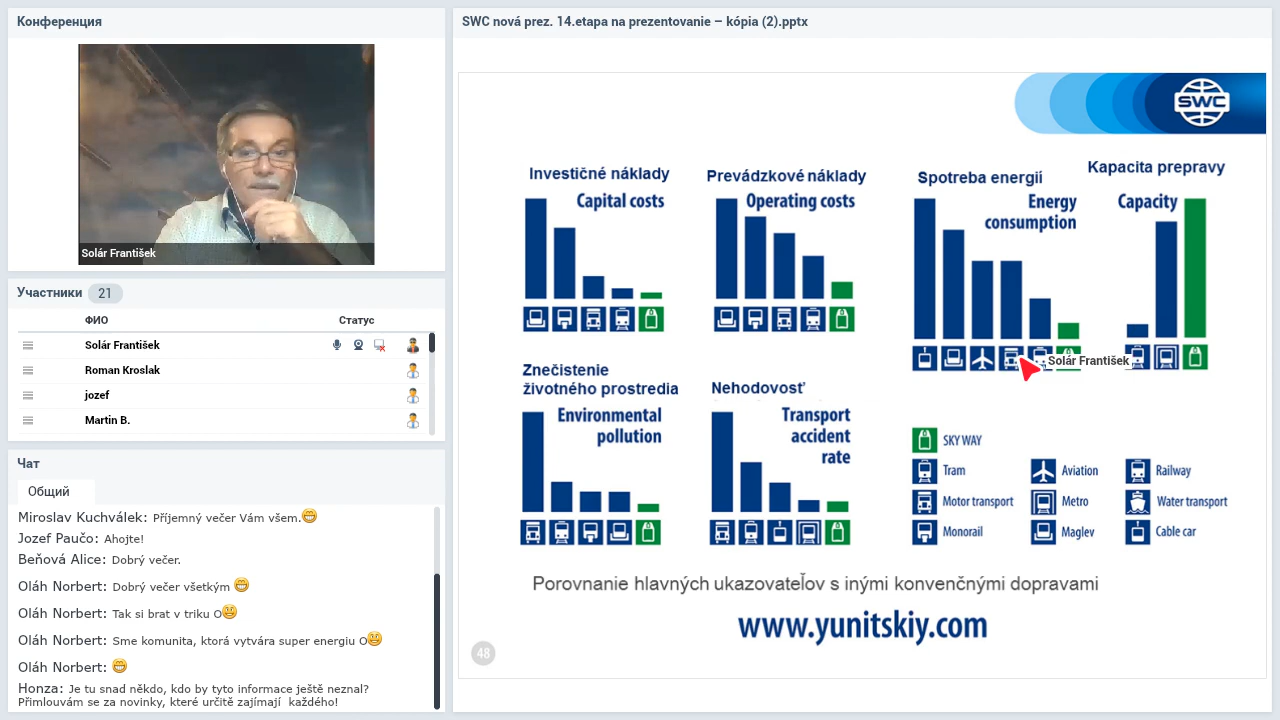 Конференция
Solár František
Участники 21
ФИО Статус
Solár František
Roman Kroslak
jozef
Martin B.
Чат
Общий
Miroslav Kuchválek: Příjemný večer Vám všem.
Jozef Paučo: Ahojte!
Beňová Alice: Dobrý večer.
Oláh Norbert: Dobrý večer všetkým
Oláh Norbert: Tak si brat v triku O
Oláh Norbert: Sme komunita, ktorá vytvára super energiu O
Oláh Norbert:
Honza: Je tu snad někdo, kdo by tyto informace ještě neznal?
Přimlouvám se za novinky, které určitě zajímají každého!
SWC nová prez. 14.etapa na prezentovanie – kópia (2).pptx
SWC
Investičné náklady
Capital costs
Prevádzkové náklady
Operating costs
Spotreba energií
Energy
consumption
Kapacita prepravy
Capacity
Solár František
Znečistenie
životného prostredia
Environmental
pollution
Nehodovosť
Transport
accident
rate
SKY WAY
Tram Aviation Railway
Motor transport Metro Water transport
Monorail Maglev Cable car
Porovnanie hlavných ukazovateľov s inými konvenčnými dopravami
www.yunitskiy.com
48